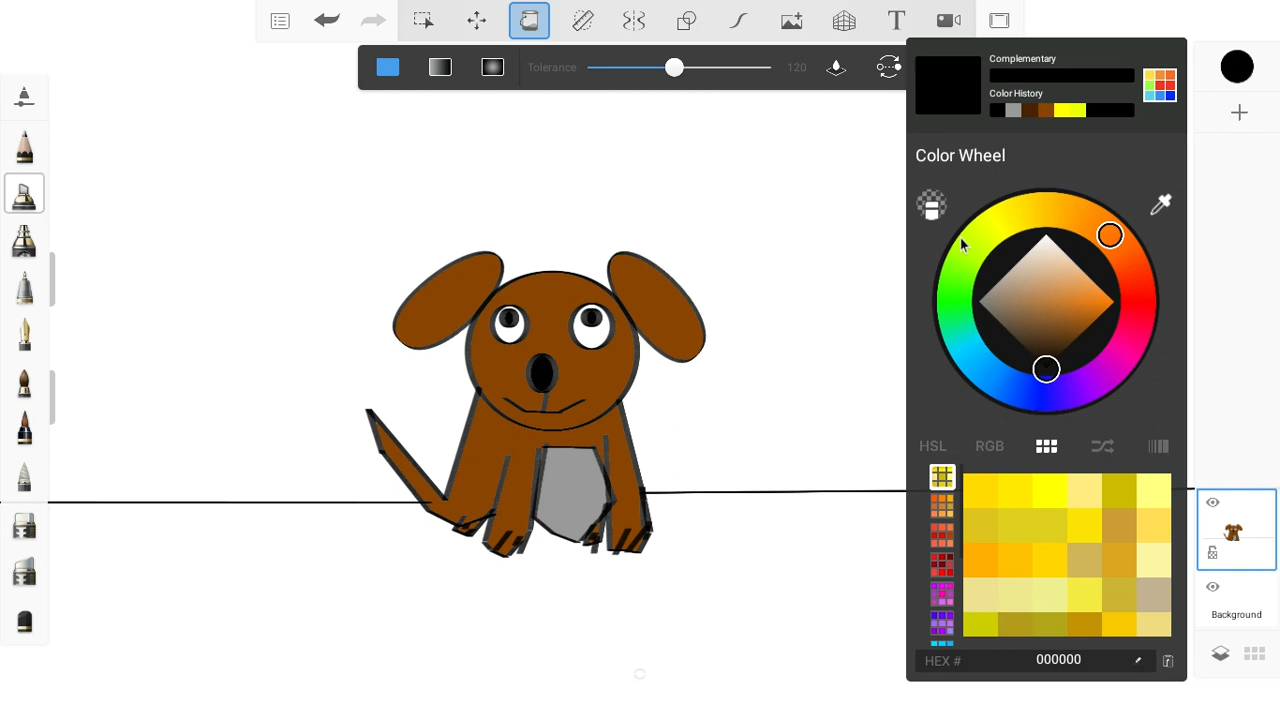 T
Tolerance
120
Complementary
Color History
Color Wheel
HSL
RGB
HEX #
000000
Background